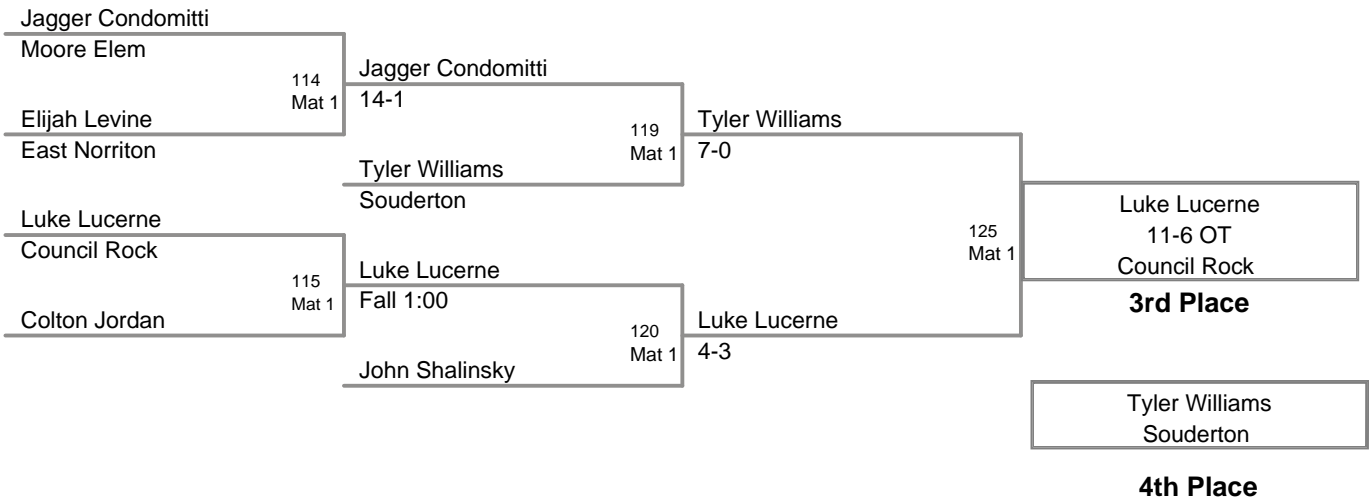 Jagger Condomitti
Moore Elem
114
Mat 1
Elijah Levine
East Norriton
Luke Lucerne
Council Rock
115
Mat 1
Colton Jordan
Jagger Condomitti
14-1
119
Mat 1
Tyler Williams
Souderton
Luke Lucerne
Fall 1:00
120
Mat 1
John Shalinsky
Tyler Williams
7-0
125
Mat 1
Luke Lucerne
4-3
Luke Lucerne
11-6 OT
Council Rock
3rd Place
Tyler Williams
Souderton
4th Place